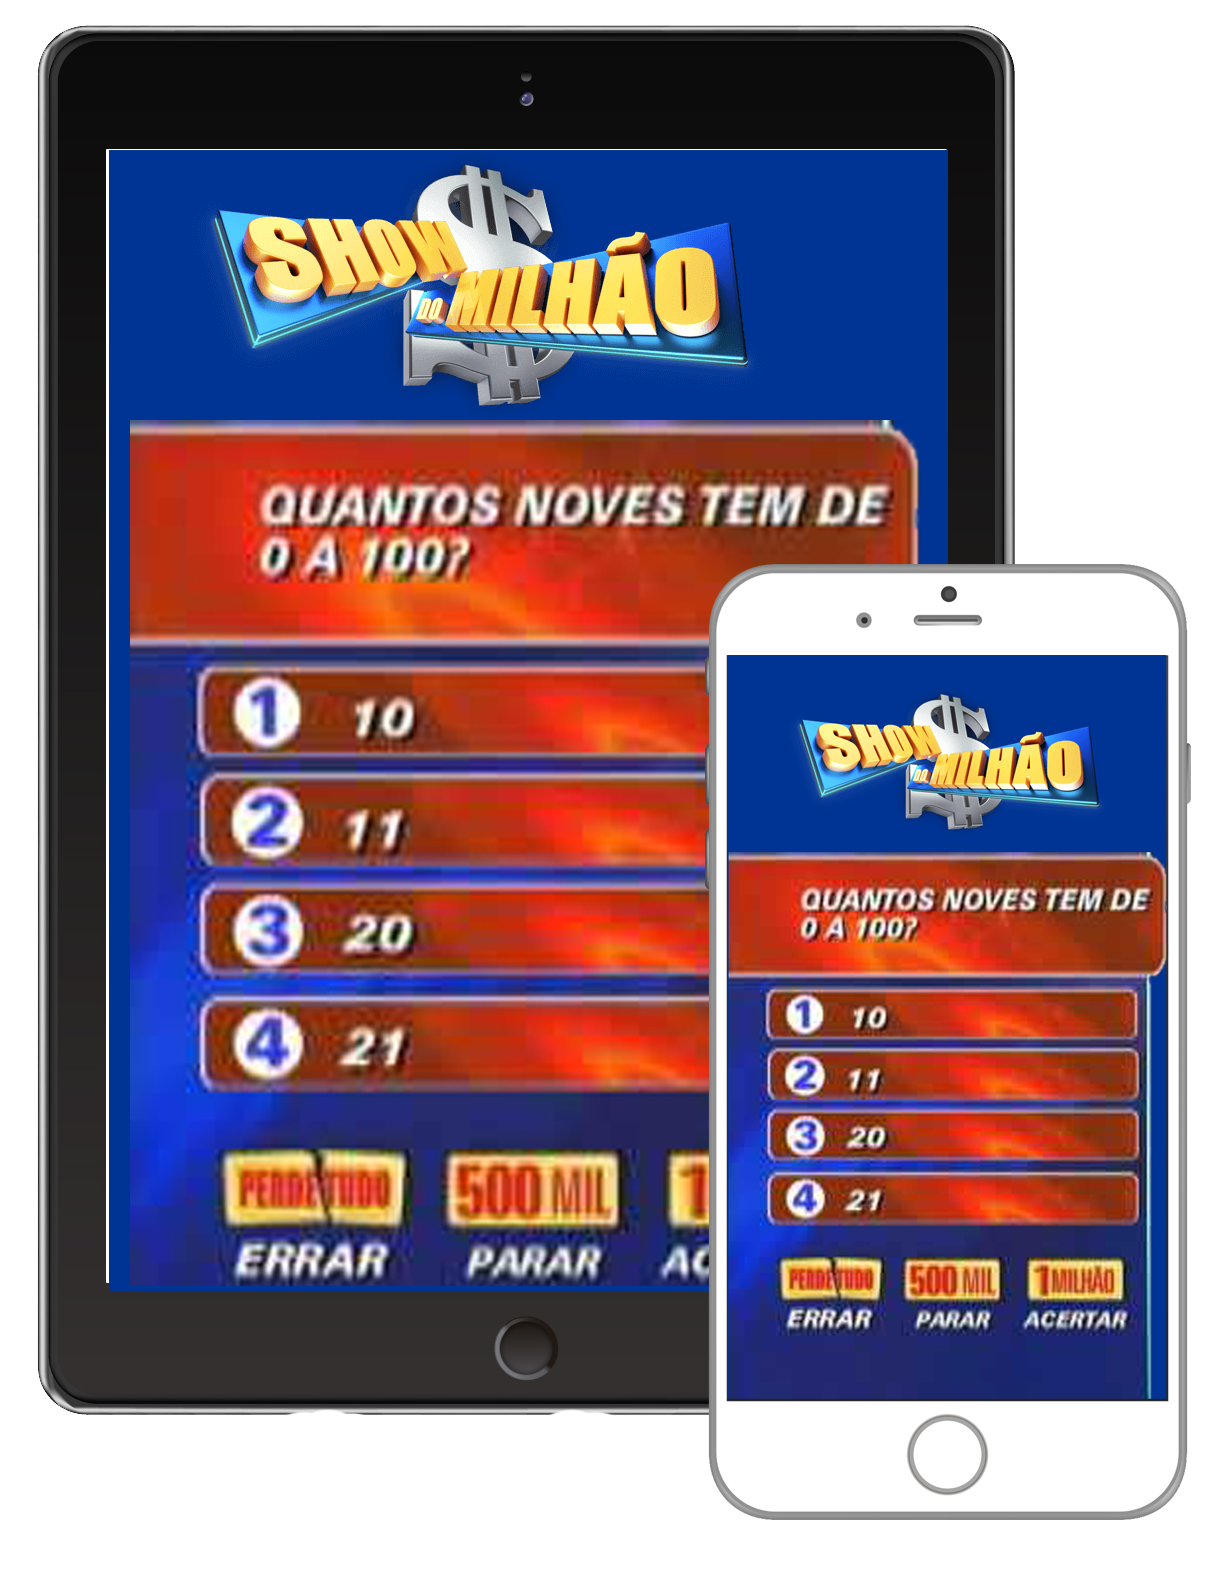 SHOW
DO MILHÃO
QUANTOS NOVES TEM DE
0 A 100?
1 10
2 11
3 20
4 21
PERDE TUDO 500 MIL 1
ERRAR PARAR AC
SHOW
DO MILHÃO
QUANTOS NOVES TEM DE
0 A 100?
1 10
2 11
3 20
4 21
PERDE TUDO 500 MIL 1 MILHÃO
ERRAR PARAR ACERTAR